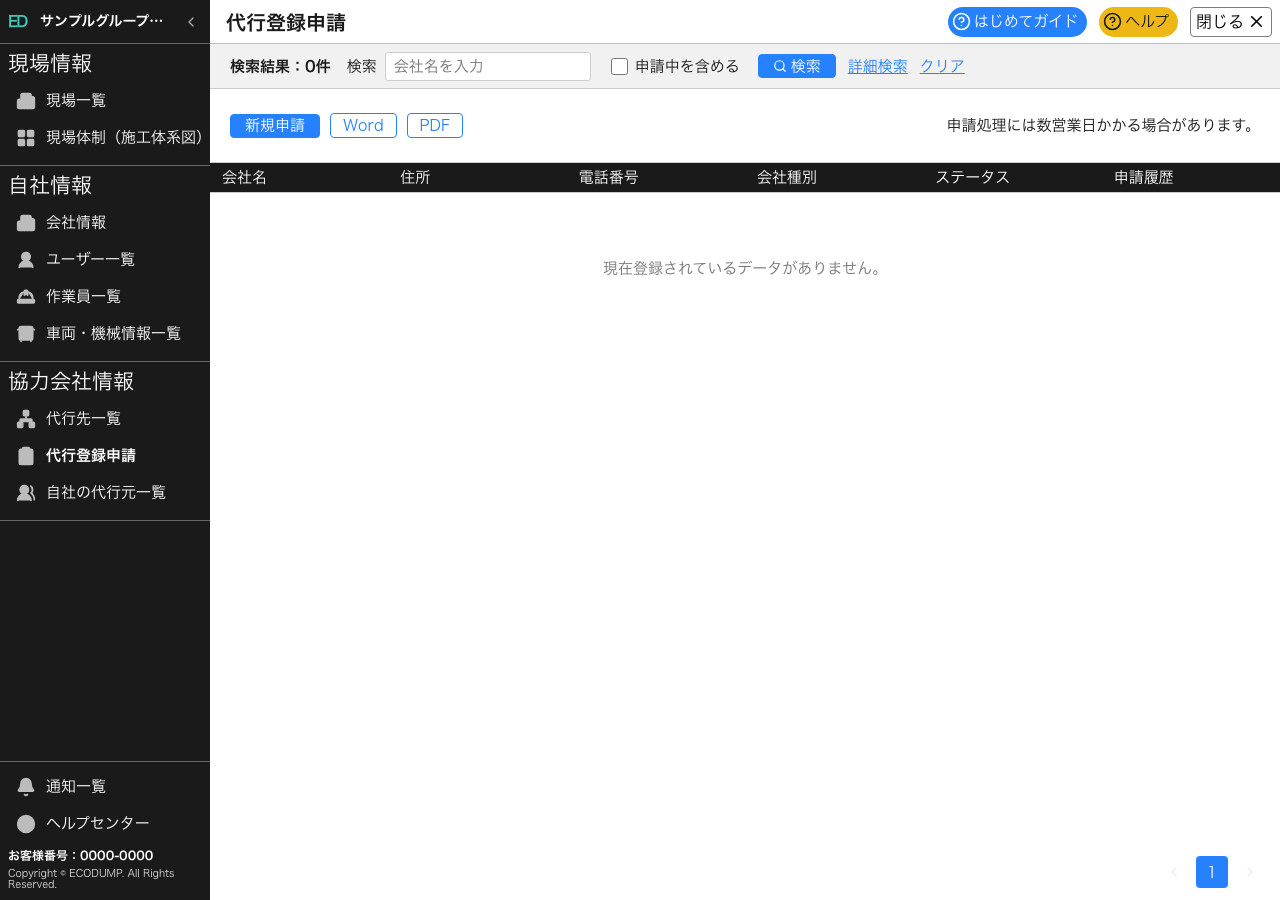 ED サンプルグループ…
現場情報
現場一覧
現場体制（施工体系図）
自社情報
会社情報
ユーザー一覧
作業員一覧
車両・機械情報一覧
協力会社情報
代行先一覧
代行登録申請
自社の代行元一覧
通知一覧
ヘルプセンター
お客様番号：0000-0000
Copyright © ECODUMP. All Rights
Reserved.
代行登録申請 はじめてガイド ヘルプ 閉じる
検索結果：0件 検索 会社名を入力 申請中を含める 検索 詳細検索 クリア
新規申請 Word PDF 申請処理には数営業日かかる場合があります。
会社名 住所 電話番号 会社種別 ステータス 申請履歴
現在登録されているデータがありません。
1